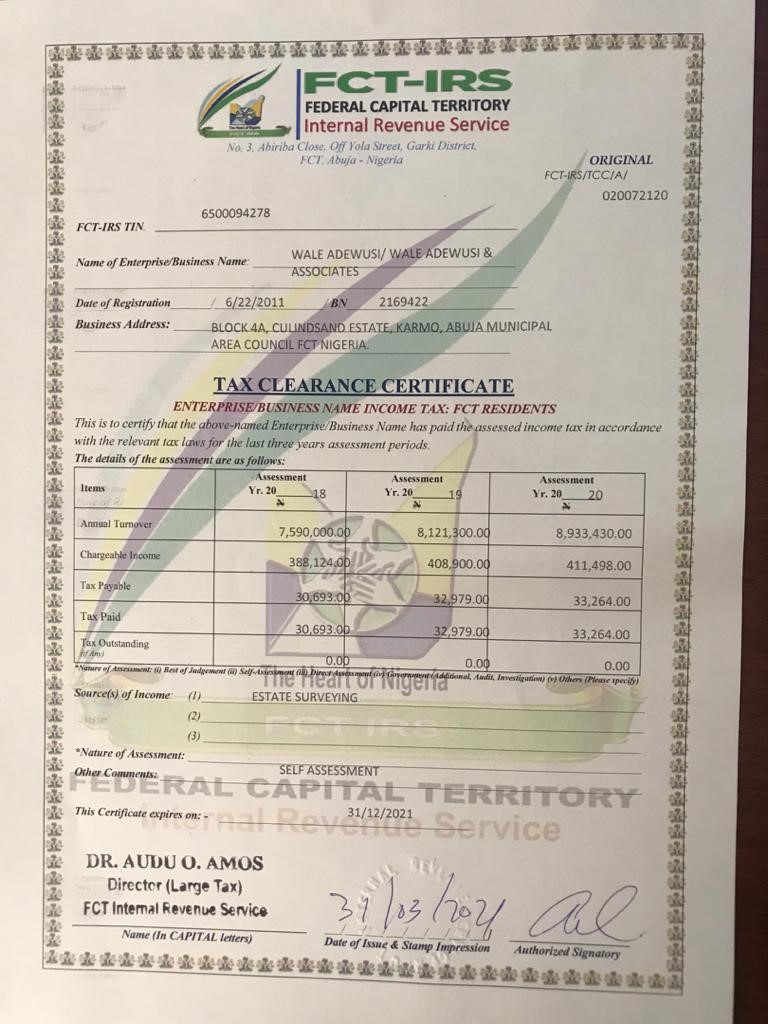 FCT-IRS
FEDERAL CAPITAL TERRITORY
Internal Revenue Service
The Heart of Nigeria
FCT-IRS
No. 3, Abiriba Close, Off Yola Street, Garki District,
FCT, Abuja - Nigeria
ORIGINAL
FCT-IRS/TCC/A/
020072120
FCT-IRS TIN. 6500094278
Name of Enterprise/Business Name: WALE ADEWUSI/ WALE ADEWUSI &
ASSOCIATES
Date of Registration / 6/22/2011 /BN 2169422
Business Address: BLOCK 4A, CULINDSAND ESTATE, KARMO, ABUJA MUNICIPAL
AREA COUNCIL FCT NIGERIA.
TAX CLEARANCE CERTIFICATE
ENTERPRISE/BUSINESS NAME INCOME TAX: FCT RESIDENTS
This is to certify that the above-named Enterprise/Business Name has paid the assessed income tax in accordance
with the relevant tax laws for the last three years assessment periods.
The details of the assessment are as follows:
Items Assessment Yr. 20 18 ₦ Assessment Yr. 20 19 ₦ Assessment Yr. 20 20 ₦
Annual Turnover 7,590,000.00 8,121,300.00 8,933,430.00
Chargeable Income 388,124.00 408,900.00 411,498.00
Tax Payable 30,693.00 32,979.00 33,264.00
Tax Paid 30,693.00 32,979.00 33,264.00
Tax Outstanding (if Any) 0.00 0.00 0.00
*Nature of Assessment: (i) Best of Judgement (ii) Self-Assessment (iii) Direct Assessment (iv) Government (Additional, Audit, Investigation) (v) Others (Please specify)
The Heart of Nigeria
Source(s) of Income: (1) ESTATE SURVEYING
(2)
FCT-IRS
(3)
*Nature of Assessment:
Other Comments: SELF ASSESSMENT
FEDERAL CAPITAL TERRITORY
This Certificate expires on: - 31/12/2021
Internal Revenue Service
DR. AUDU O. AMOS
Director (Large Tax)
FCT Internal Revenue Service
Name (In CAPITAL letters)
31/03/2021
Date of Issue & Stamp Impression
Authorized Signatory